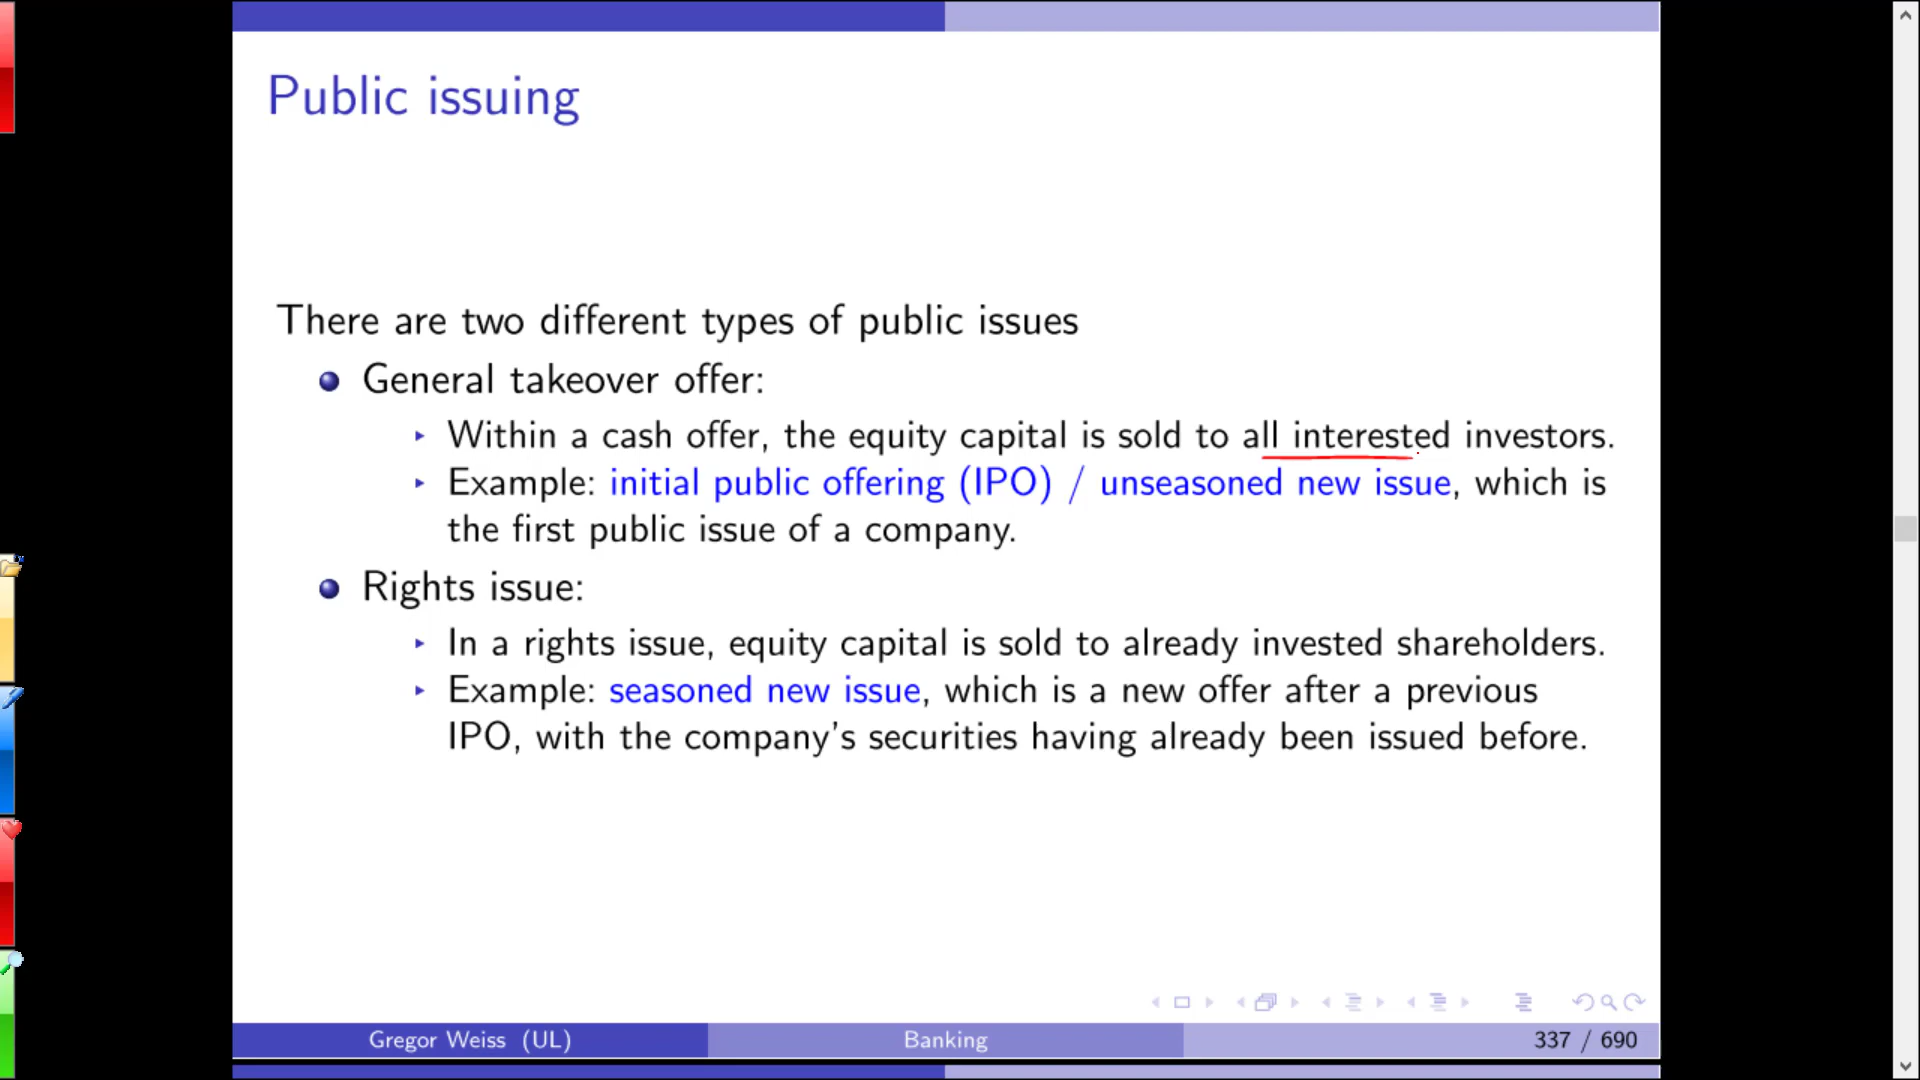 Public issuing
There are two different types of public issues
General takeover offer:
Within a cash offer, the equity capital is sold to all interested investors.
Example: initial public offering (IPO) / unseasoned new issue, which is
the first public issue of a company.
Rights issue:
In a rights issue, equity capital is sold to already invested shareholders.
Example: seasoned new issue, which is a new offer after a previous
IPO, with the company's securities having already been issued before.
Gregor Weiss (UL) Banking 337 / 690